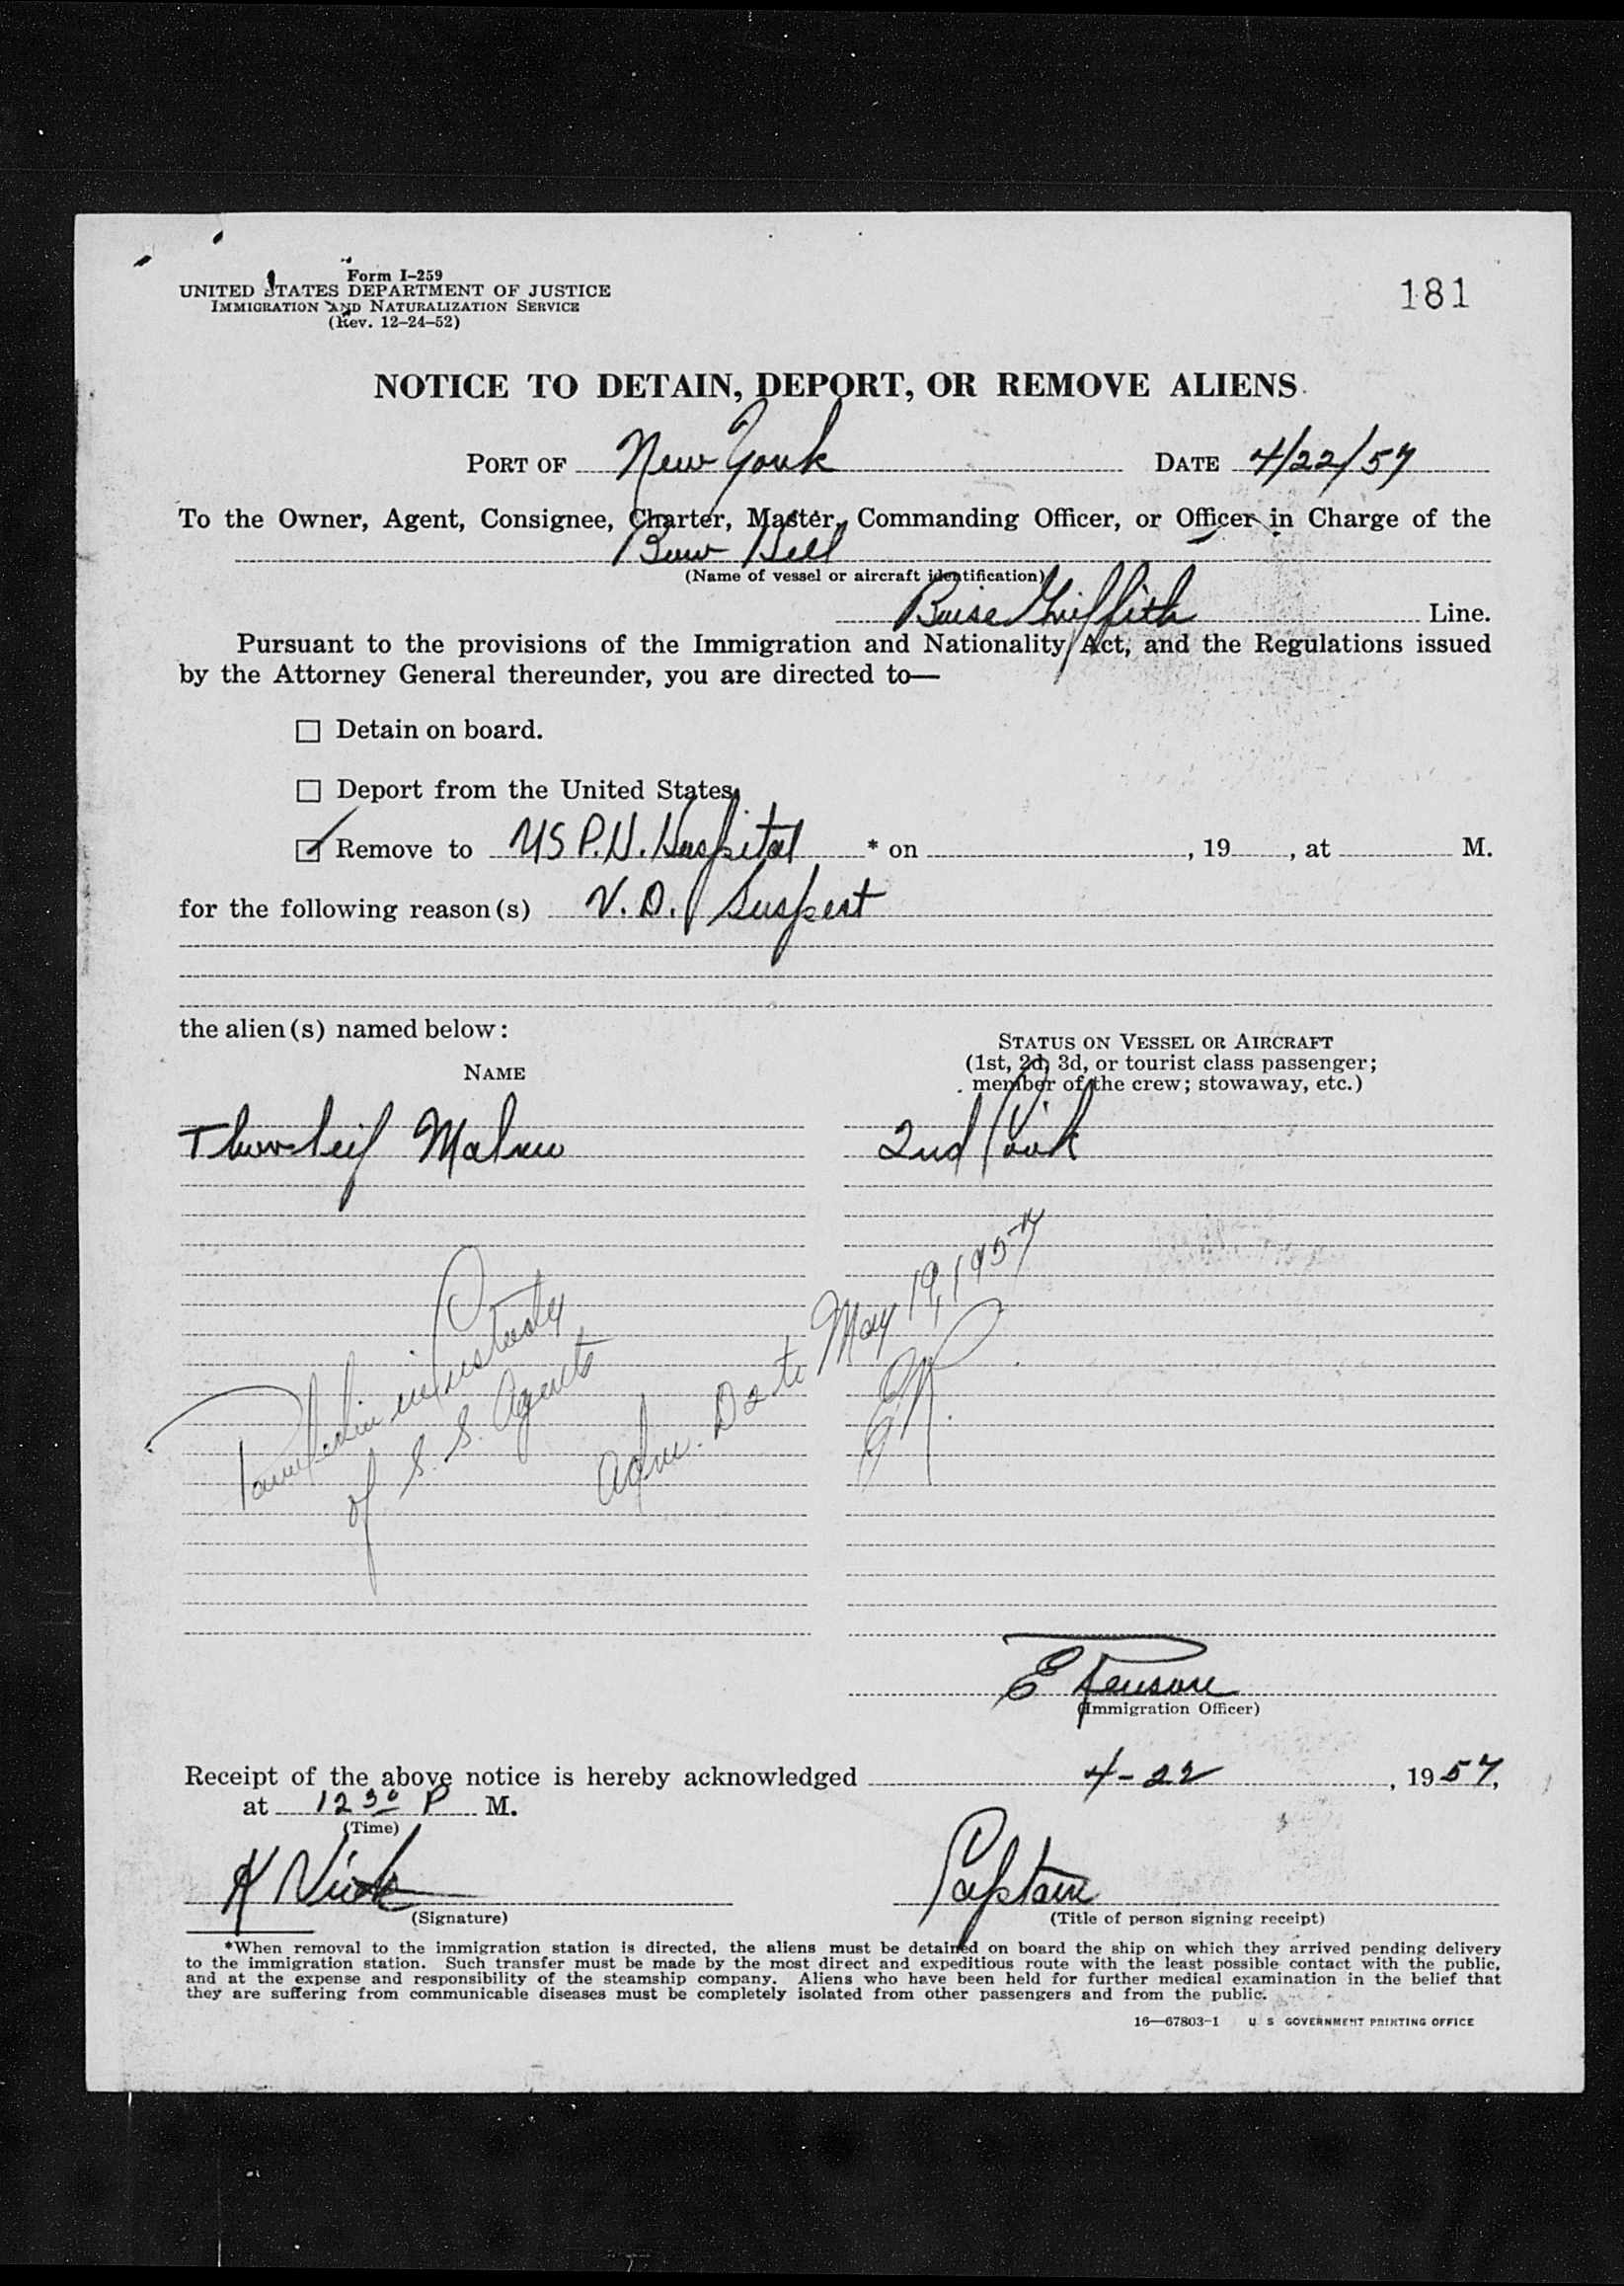 Form I-259
UNITED STATES DEPARTMENT OF JUSTICE
IMMIGRATION AND NATURALIZATION SERVICE
(Rev. 12-24-52)
181
NOTICE TO DETAIN, DEPORT, OR REMOVE ALIENS
PORT OF New York DATE 4/22/57
To the Owner, Agent, Consignee, Charter, Master, Commanding Officer, or Officer in Charge of the
Bow Bell
(Name of vessel or aircraft identification)
Boise Griffith Line.
Pursuant to the provisions of the Immigration and Nationality Act, and the Regulations issued
by the Attorney General thereunder, you are directed to—
☐ Detain on board.
☐ Deport from the United States.
☑ Remove to US P.H. Hospital * on , 19 , at M.
for the following reason(s) V.D. Suspect
the alien(s) named below:
STATUS ON VESSEL OR AIRCRAFT
(1st, 2d, 3d, or tourist class passenger;
member of the crew; stowaway, etc.)
NAME
Thorleif 2nd Cook
in custody
of S.S. Agents
Adm. D2 to May 19, 1957
E
(Immigration Officer)
Receipt of the above notice is hereby acknowledged 4-22, 1957,
at 12 30 P M.
(Time)
K Captain
(Signature) (Title of person signing receipt)
*When removal to the immigration station is directed, the aliens must be detained on board the ship on which they arrived pending delivery
to the immigration station. Such transfer must be made by the most direct and expeditious route with the least possible contact with the public,
and at the expense and responsibility of the steamship company. Aliens who have been held for further medical examination in the belief that
they are suffering from communicable diseases must be completely isolated from other passengers and from the public.
16—67803-1 U S GOVERNMENT PRINTING OFFICE